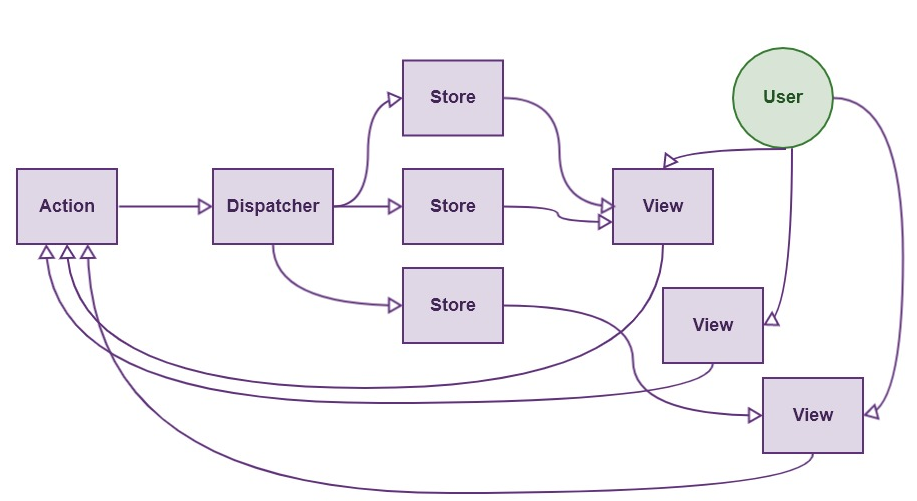 Store
User
Action
Dispatcher
Store
View
Store
View
View